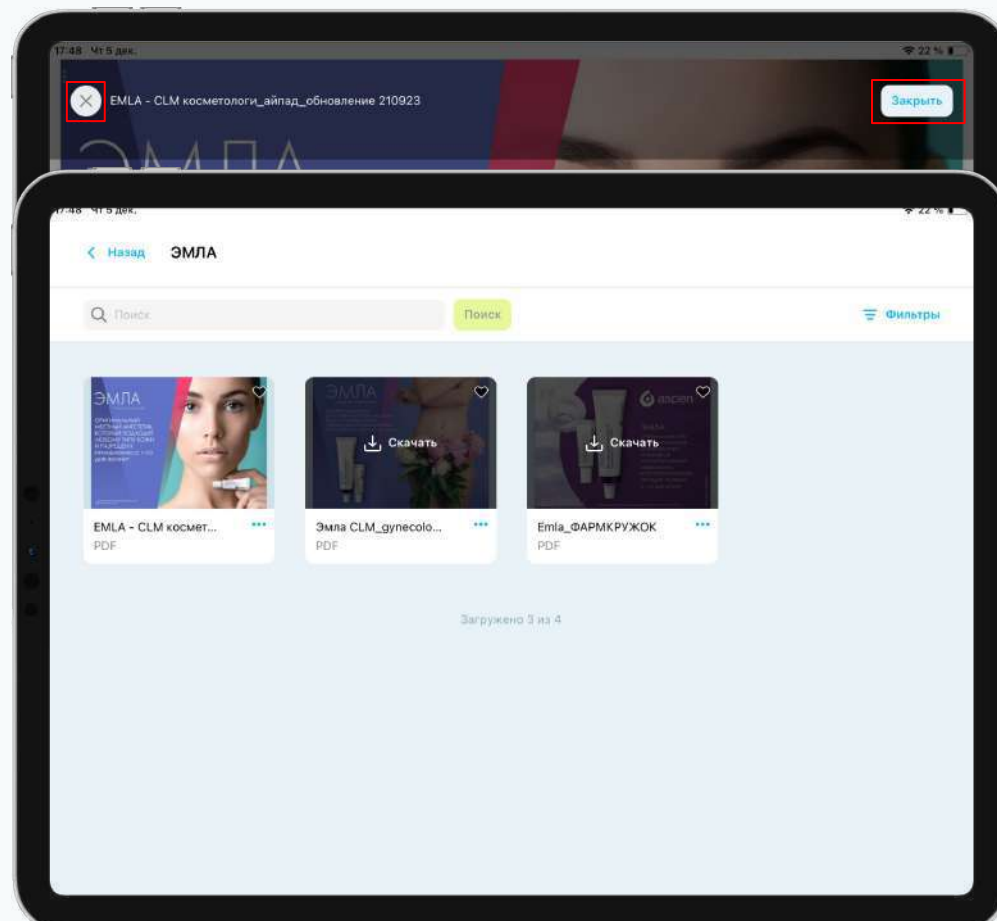 17:48 Чт 5 дек.
22 %
EMLA - CLM косметологи_айпад_обновление 210923
Закрыть
ЭМЛА
17:48 Чт 5 дек.
22 %
Назад
ЭМЛА
Поиск
Поиск
Фильтры
ЭМЛА
ЭМЛА
aspen
Скачать
Скачать
EMLA - CLM космет...
PDF
Эмла CLM_gynecolo...
PDF
Emla_ФАРМКРУЖОК
PDF
Загружено 3 из 4